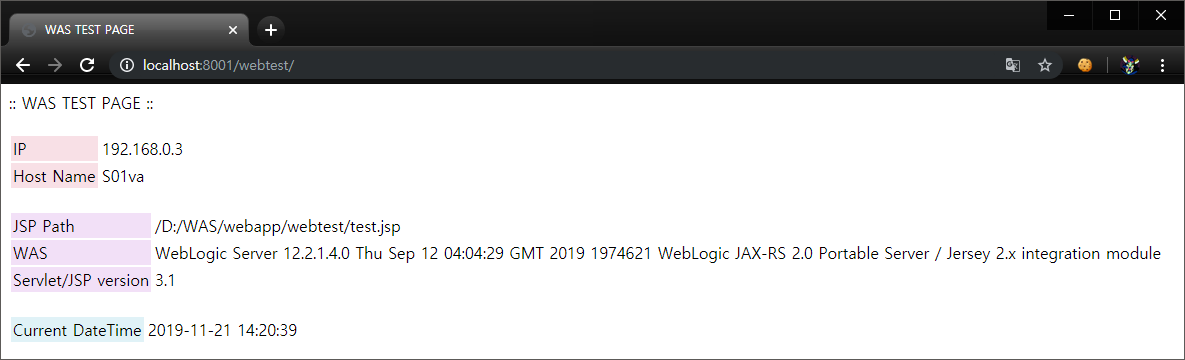 WAS TEST PAGE
localhost:8001/webtest/
:: WAS TEST PAGE ::
IP 192.168.0.3
Host Name S01va
JSP Path /D:/WAS/webapp/webtest/test.jsp
WAS WebLogic Server 12.2.1.4.0 Thu Sep 12 04:04:29 GMT 2019 1974621 WebLogic JAX-RS 2.0 Portable Server / Jersey 2.x integration module
Servlet/JSP version 3.1
Current DateTime 2019-11-21 14:20:39